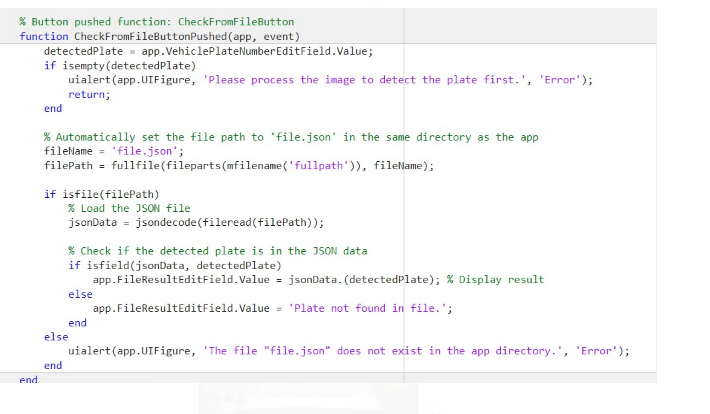 % Button pushed function: CheckFromFileButton
function CheckFromFileButtonPushed(app, event)
    detectedPlate = app.VehiclePlateNumberEditField.Value;
    if isempty(detectedPlate)
        uialert(app.UIFigure, 'Please process the image to detect the plate first.', 'Error');
        return;
    end

    % Automatically set the file path to 'file.json' in the same directory as the app
    fileName = 'file.json';
    filePath = fullfile(fileparts(mfilename('fullpath')), fileName);

    if isfile(filePath)
        % Load the JSON file
        jsonData = jsondecode(fileread(filePath));

        % Check if the detected plate is in the JSON data
        if isfield(jsonData, detectedPlate)
            app.FileResultEditField.Value = jsonData.(detectedPlate); % Display result
        else
            app.FileResultEditField.Value = 'Plate not found in file.';
        end
    else
        uialert(app.UIFigure, 'The file "file.json" does not exist in the app directory.', 'Error');
    end
end